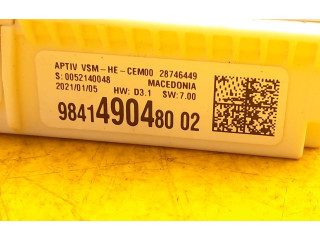 APTIV VSM-HE-CEM00 28746449
S: 0052140048 MACEDONIA
2021/01/05 HW: D3.1 SW: 7.00
9841490480 02